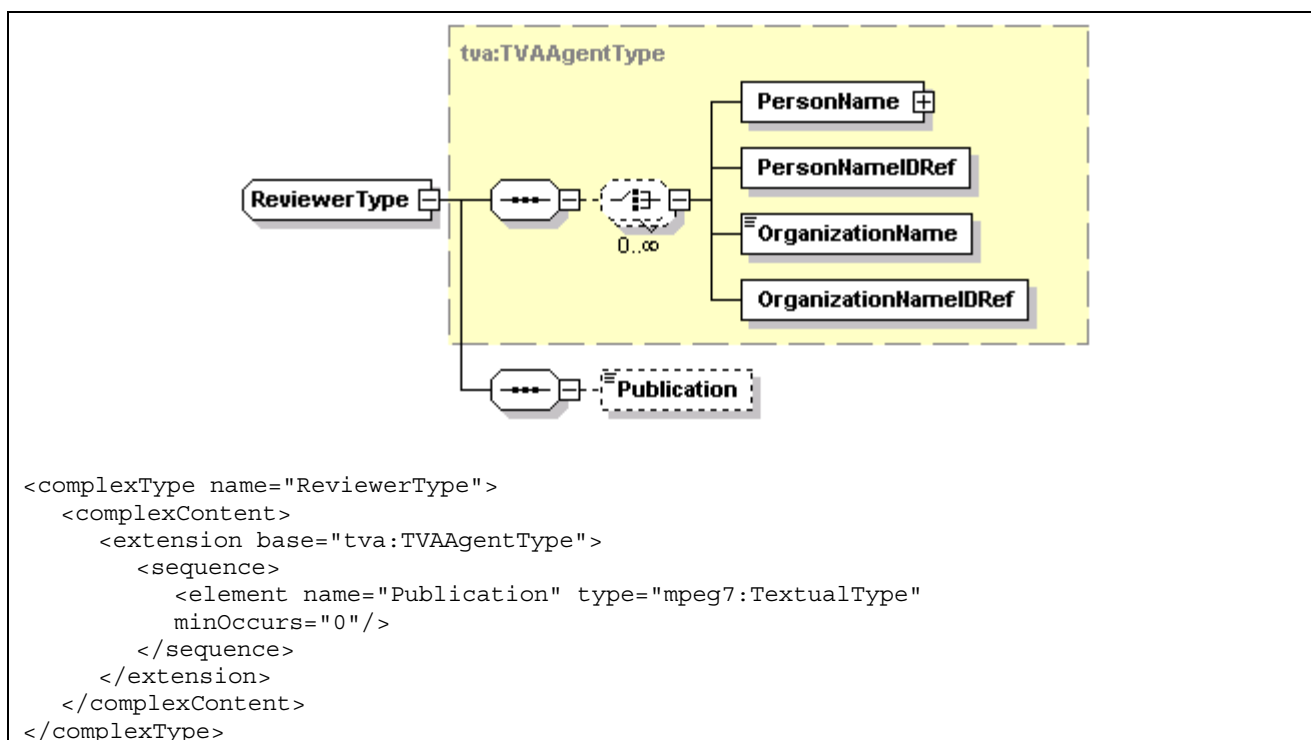 tva:TVAAgentType
PersonName
PersonNameIDRef
ReviewerType
OrganizationName
0..∞
OrganizationNameIDRef
Publication
<complexType name="ReviewerType">
<complexContent>
<extension base="tva:TVAAgentType">
<sequence>
<element name="Publication" type="mpeg7:TextualType"
minOccurs="0"/>
</sequence>
</extension>
</complexContent>
</complexType>